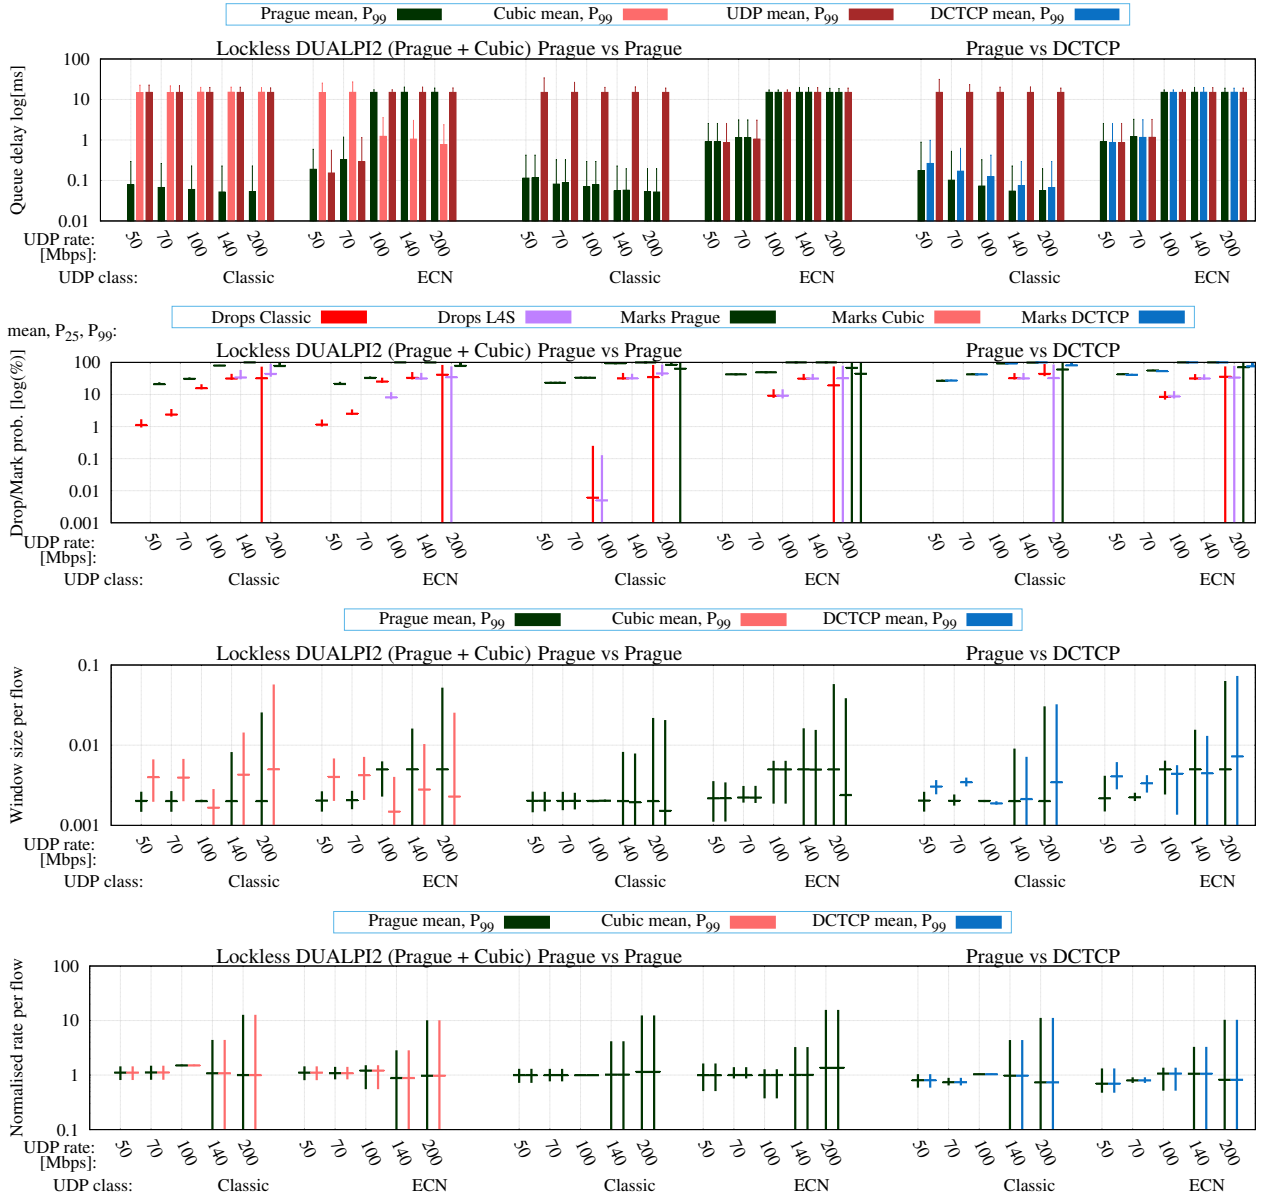 Prague mean, P99 Cubic mean, P99 UDP mean, P99 DCTCP mean, P99
Lockless DUALPI2 (Prague + Cubic) Prague vs Prague Prague vs DCTCP
Queue delay log[ms]
100
10
1
0.1
0.01
UDP rate: [Mbps]:
50 70 100 140 200 50 70 100 140 200 50 70 100 140 200 50 70 100 140 200 50 70 100 140 200 50 70 100 140 200
UDP class: Classic ECN Classic ECN Classic ECN
Drops Classic Drops L4S Marks Prague Marks Cubic Marks DCTCP
mean, P25, P99:
Lockless DUALPI2 (Prague + Cubic) Prague vs Prague Prague vs DCTCP
Drop/Mark prob. [log(%)]
100
10
1
0.1
0.01
0.001
UDP rate: [Mbps]:
50 70 100 140 200 50 70 100 140 200 50 70 100 140 200 50 70 100 140 200 50 70 100 140 200 50 70 100 140 200
UDP class: Classic ECN Classic ECN Classic ECN
Prague mean, P99 Cubic mean, P99 DCTCP mean, P99
Lockless DUALPI2 (Prague + Cubic) Prague vs Prague Prague vs DCTCP
Window size per flow
0.1
0.01
0.001
UDP rate: [Mbps]:
50 70 100 140 200 50 70 100 140 200 50 70 100 140 200 50 70 100 140 200 50 70 100 140 200 50 70 100 140 200
UDP class: Classic ECN Classic ECN Classic ECN
Prague mean, P99 Cubic mean, P99 DCTCP mean, P99
Lockless DUALPI2 (Prague + Cubic) Prague vs Prague Prague vs DCTCP
Normalised rate per flow
100
10
1
0.1
UDP rate: [Mbps]:
50 70 100 140 200 50 70 100 140 200 50 70 100 140 200 50 70 100 140 200 50 70 100 140 200 50 70 100 140 200
UDP class: Classic ECN Classic ECN Classic ECN